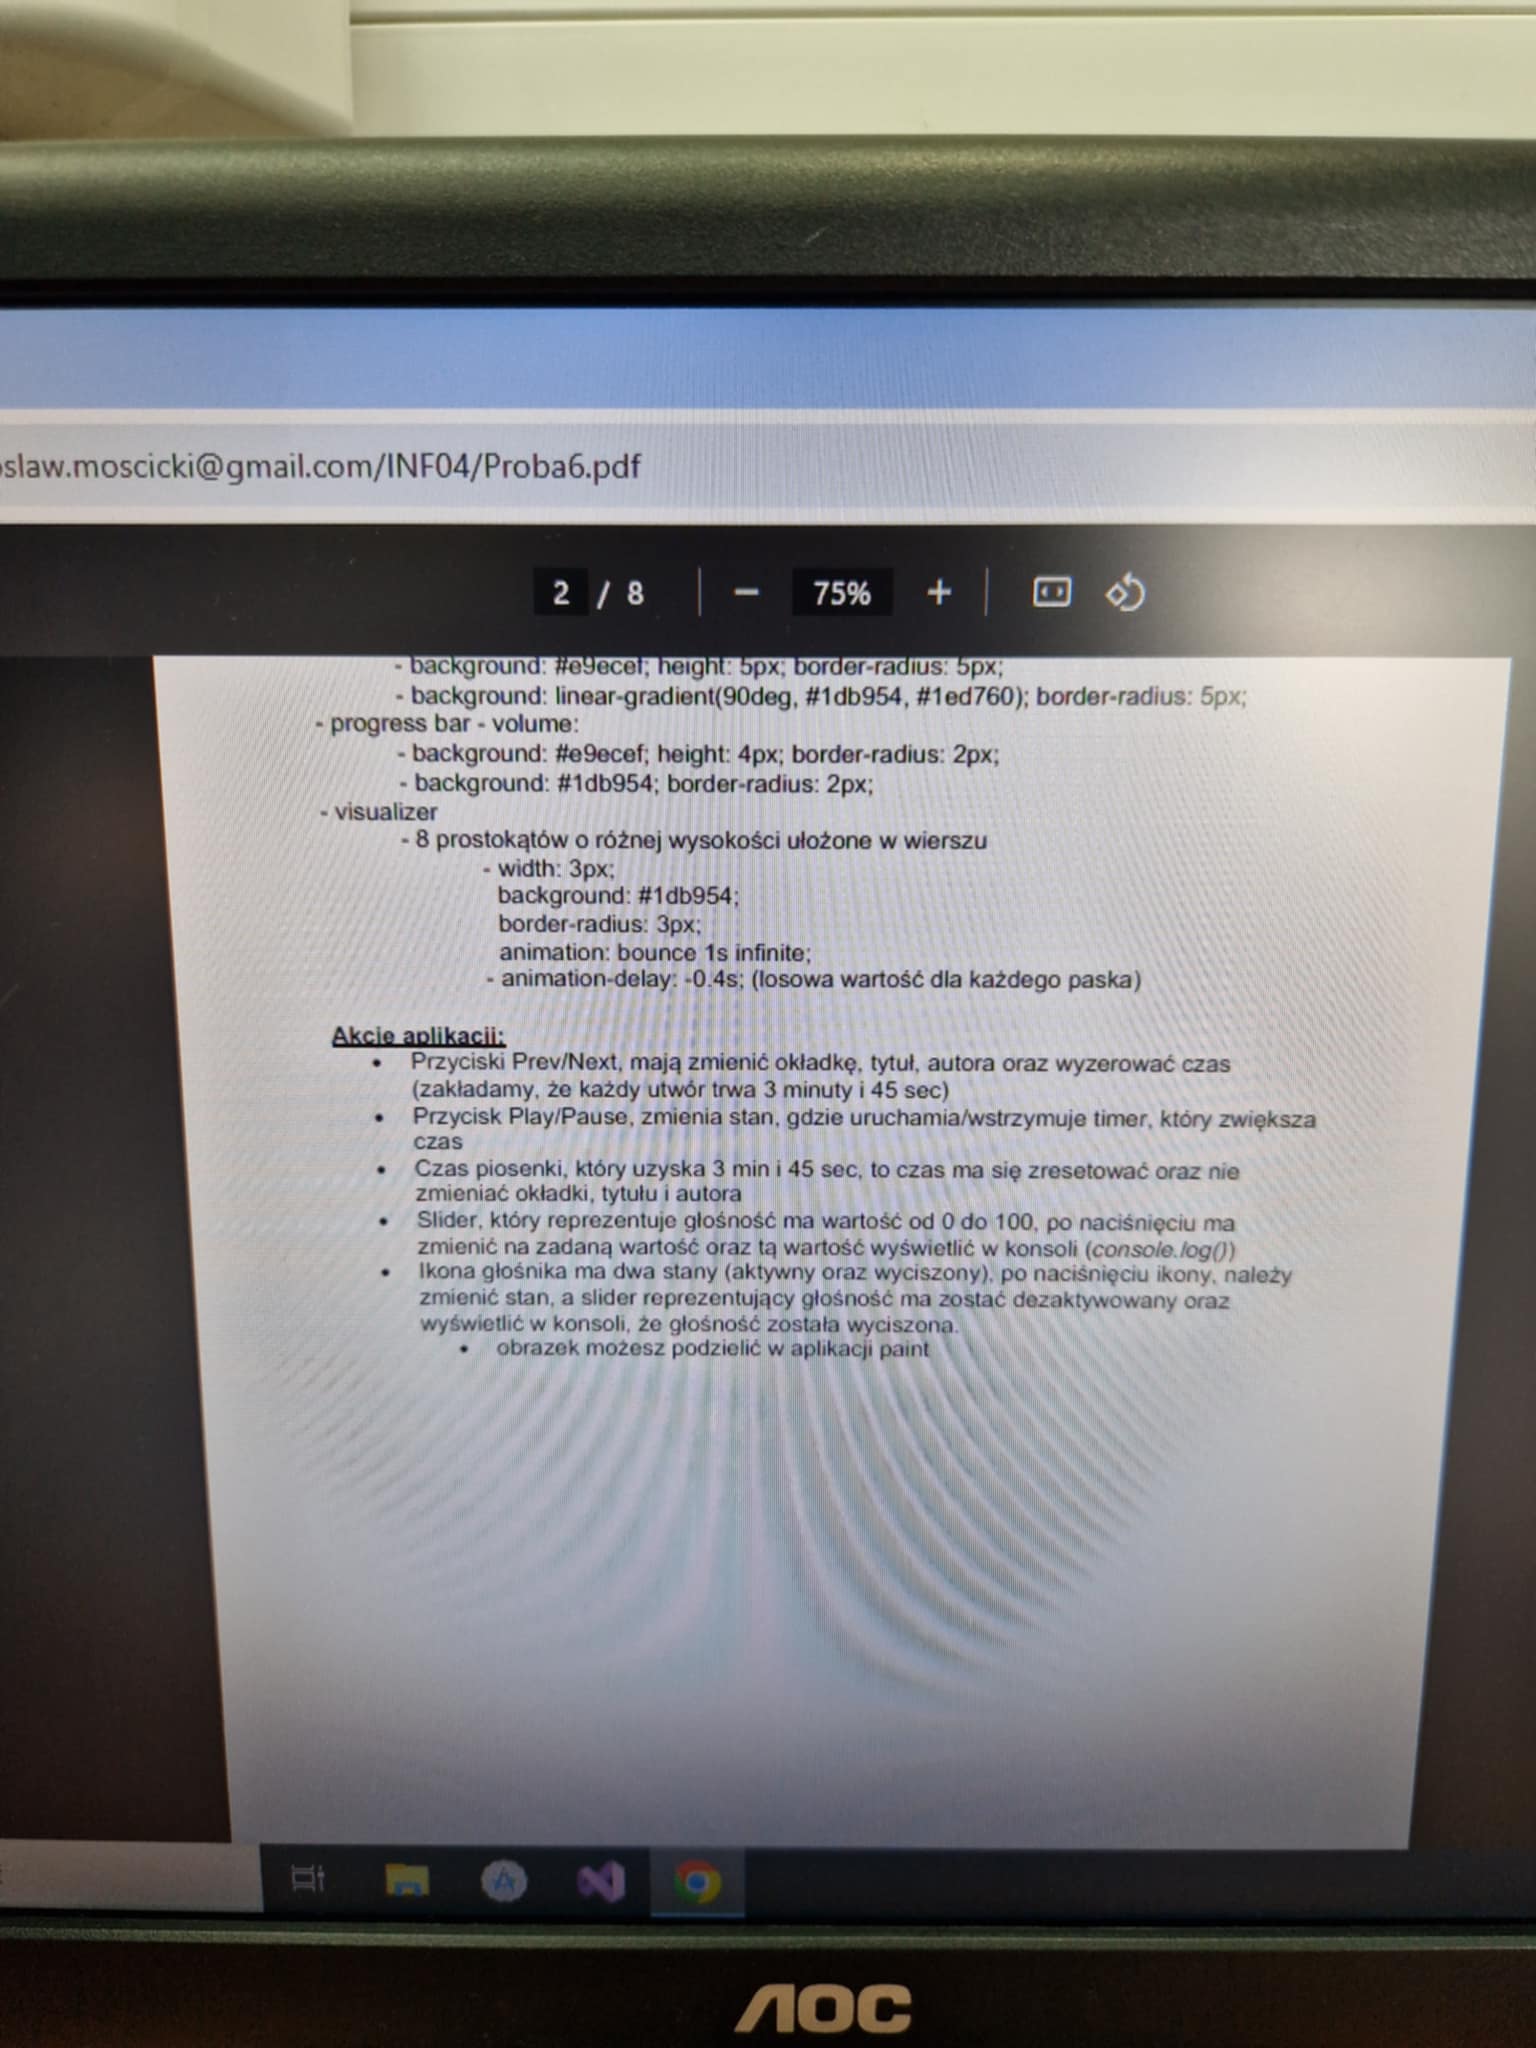 slaw.moscicki@gmail.com/INF04/Proba6.pdf
2 / 8 − 75% +
- background: #e9ecef; height: 5px; border-radius: 5px;
- background: linear-gradient(90deg, #1db954, #1ed760); border-radius: 5px;
- progress bar - volume:
- background: #e9ecef; height: 4px; border-radius: 2px;
- background: #1db954; border-radius: 2px;
- visualizer
- 8 prostokątów o różnej wysokości ułożone w wierszu
- width: 3px;
background: #1db954;
border-radius: 3px;
animation: bounce 1s infinite;
- animation-delay: -0.4s; (losowa wartość dla każdego paska)
Akcje aplikacji:
• Przyciski Prev/Next, mają zmienić okładkę, tytuł, autora oraz wyzerować czas
(zakładamy, że każdy utwór trwa 3 minuty i 45 sec)
• Przycisk Play/Pause, zmienia stan, gdzie uruchamia/wstrzymuje timer, który zwiększa
czas
• Czas piosenki, który uzyska 3 min i 45 sec, to czas ma się zresetować oraz nie
zmieniać okładki, tytułu i autora
• Slider, który reprezentuje głośność ma wartość od 0 do 100, po naciśnięciu ma
zmienić na zadaną wartość oraz tą wartość wyświetlić w konsoli (console.log())
• Ikona głośnika ma dwa stany (aktywny oraz wyciszony), po naciśnięciu ikony, należy
zmienić stan, a slider reprezentujący głośność ma zostać dezaktywowany oraz
wyświetlić w konsoli, że głośność została wyciszona.
• obrazek możesz podzielić w aplikacji paint
AOC